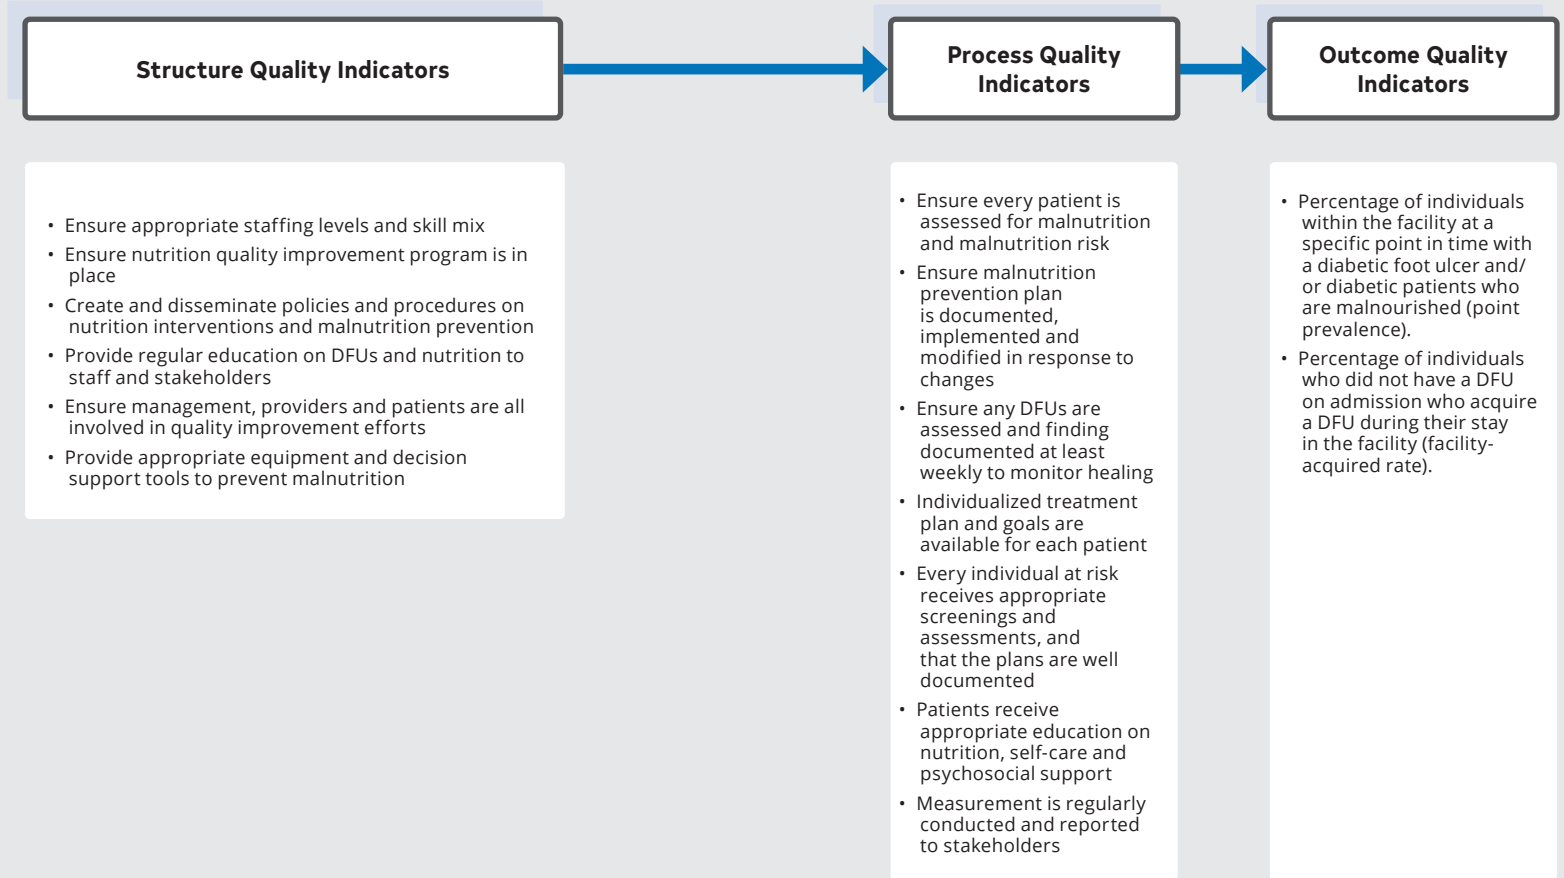 Structure Quality Indicators
Process Quality
Indicators
Outcome Quality
Indicators
• Ensure appropriate staffing levels and skill mix
• Ensure nutrition quality improvement program is in
place
• Create and disseminate policies and procedures on
nutrition interventions and malnutrition prevention
• Provide regular education on DFUs and nutrition to
staff and stakeholders
• Ensure management, providers and patients are all
involved in quality improvement efforts
• Provide appropriate equipment and decision
support tools to prevent malnutrition
• Ensure every patient is
assessed for malnutrition
and malnutrition risk
• Ensure malnutrition
prevention plan
is documented,
implemented and
modified in response to
changes
• Ensure any DFUs are
assessed and finding
documented at least
weekly to monitor healing
• Individualized treatment
plan and goals are
available for each patient
• Every individual at risk
receives appropriate
screenings and
assessments, and
that the plans are well
documented
• Patients receive
appropriate education on
nutrition, self-care and
psychosocial support
• Measurement is regularly
conducted and reported
to stakeholders
• Percentage of individuals
within the facility at a
specific point in time with
a diabetic foot ulcer and/
or diabetic patients who
are malnourished (point
prevalence).
• Percentage of individuals
who did not have a DFU
on admission who acquire
a DFU during their stay
in the facility (facility-
acquired rate).